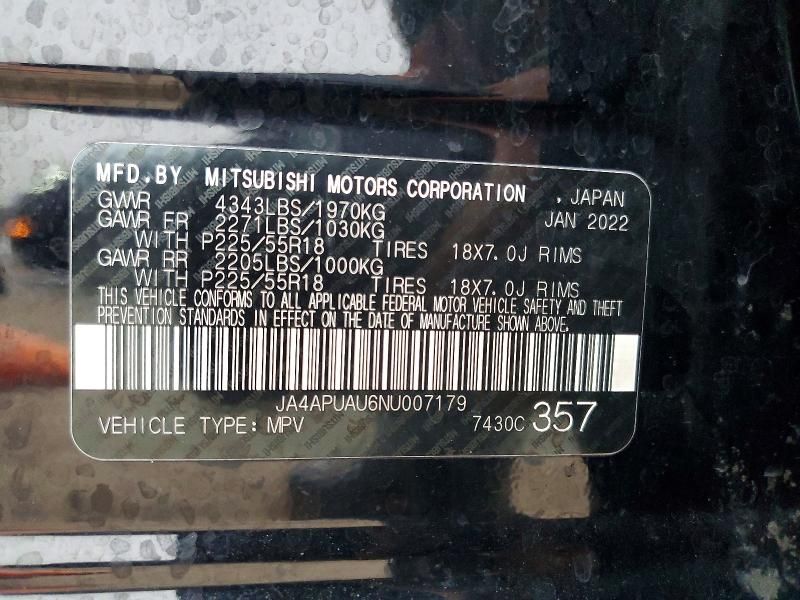 MFD.BY MITSUBISHI MOTORS CORPORATION , JAPAN
GWWR 4343LBS/1970KG JAN 2022
GAWR FR 2271LBS/1030KG
WITH P225/55R18 TIRES 18X7.0J RIMS
GAWR RR 2205LBS/1000KG
WITH P225/55R18 TIRES 18X7.0J RIMS
THIS VEHICLE CONFORMS TO ALL APPLICABLE FEDERAL MOTOR VEHICLE SAFETY AND THEFT
PREVENTION STANDARDS IN EFFECT ON THE DATE OF MANUFACTURE SHOWN ABOVE.
JA4APUAU6NU007179
VEHICLE TYPE: MPV 7430C 357